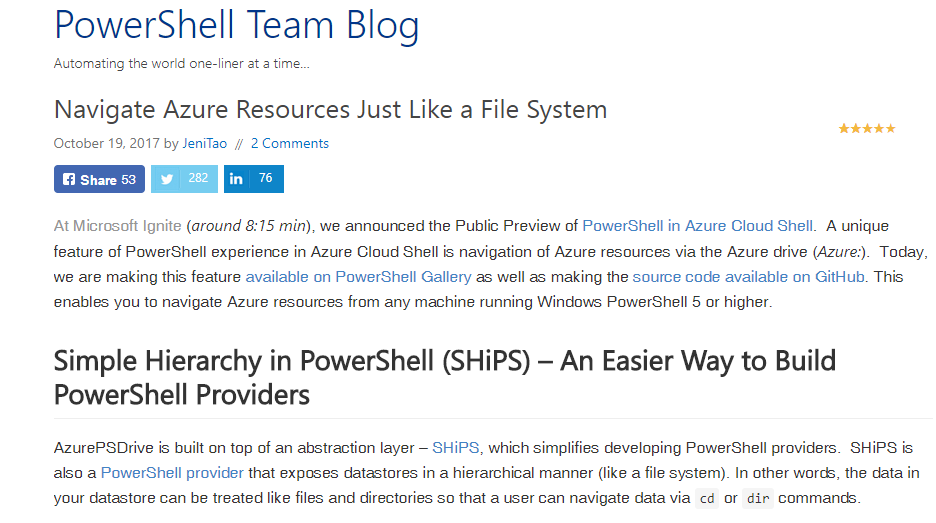 PowerShell Team Blog
Automating the world one-liner at a time…
Navigate Azure Resources Just Like a File System
October 19, 2017 by JeniTao // 2 Comments
Share 53 282 in 76
At Microsoft Ignite (around 8:15 min), we announced the Public Preview of PowerShell in Azure Cloud Shell. A unique
feature of PowerShell experience in Azure Cloud Shell is navigation of Azure resources via the Azure drive (Azure:). Today,
we are making this feature available on PowerShell Gallery as well as making the source code available on GitHub. This
enables you to navigate Azure resources from any machine running Windows PowerShell 5 or higher.
Simple Hierarchy in PowerShell (SHiPS) – An Easier Way to Build
PowerShell Providers
AzurePSDrive is built on top of an abstraction layer – SHiPS, which simplifies developing PowerShell providers. SHiPS is
also a PowerShell provider that exposes datastores in a hierarchical manner (like a file system). In other words, the data in
your datastore can be treated like files and directories so that a user can navigate data via cd or dir commands.